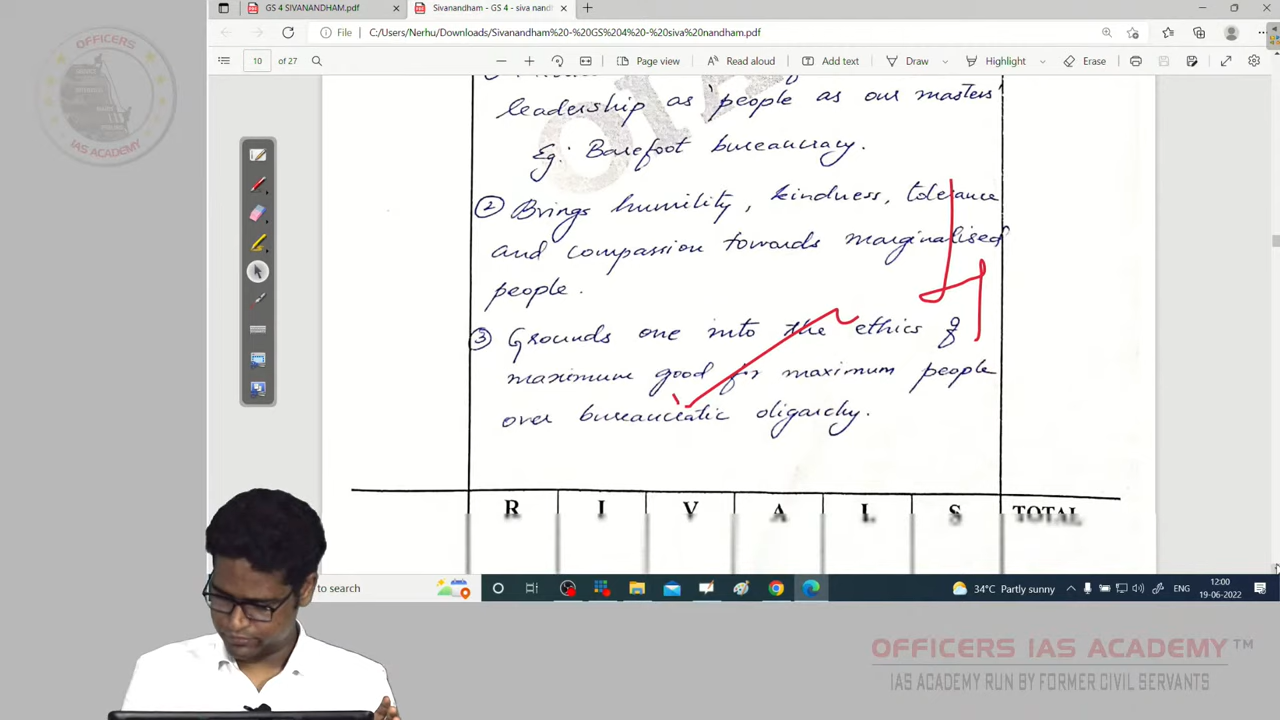 OFFICERS
IAS ACADEMY
GS 4 SIVANANDHAM.pdf
Sivanandham - GS 4 - siva nandh
File
C:/Users/Nerhu/Downloads/Sivanandham%20-%20GS%204%20-%20siva%20nandham.pdf
10 of 27
Page view
Read aloud
Add text
Draw
Highlight
Erase
leadership as 'people as our masters'
Eg: Barefoot bureaucracy.
② Brings humility, kindness, tolerance
and compassion towards marginalised
people.
③ Grounds one into the ethics of
maximum good for maximum people
over bureaucratic oligarchy.
R I V A L S TOTAL
to search
34°C Partly sunny
ENG
12:00
19-06-2022
OFFICERS IAS ACADEMY™
IAS ACADEMY RUN BY FORMER CIVIL SERVANTS